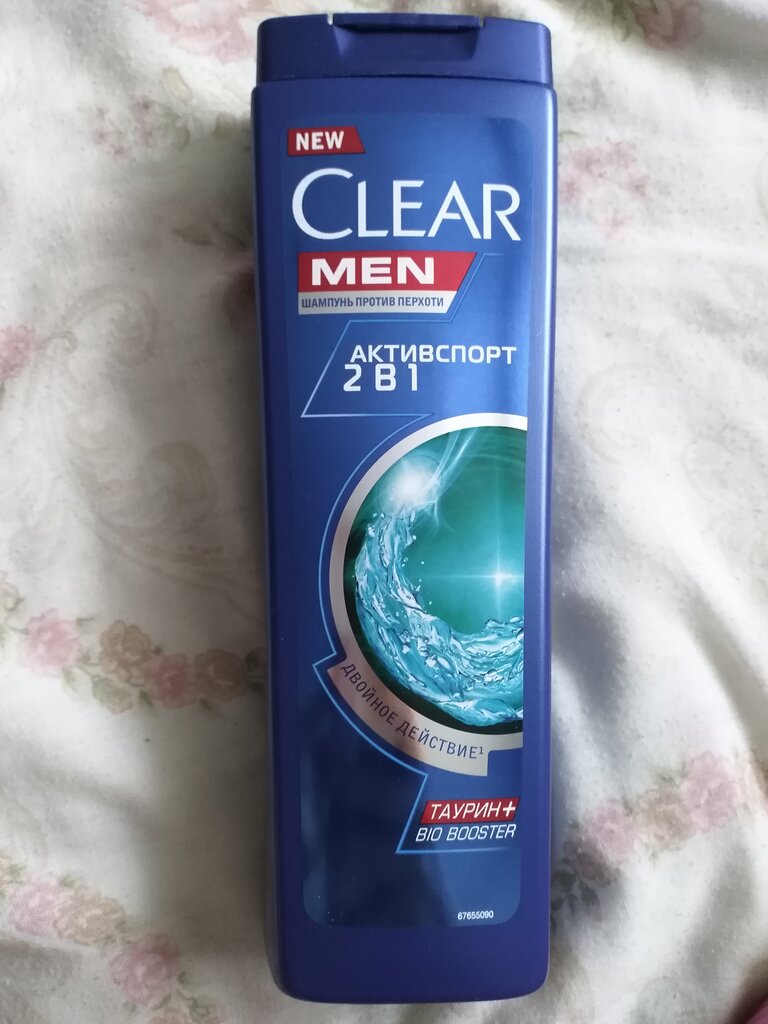 NEW
CLEAR
MEN
ШАМПУНЬ ПРОТИВ ПЕРХОТИ
АКТИВСПОРТ
2 В 1
ДВОЙНОЕ ДЕЙСТВИЕ¹
ТАУРИН+
BIO BOOSTER
67655090